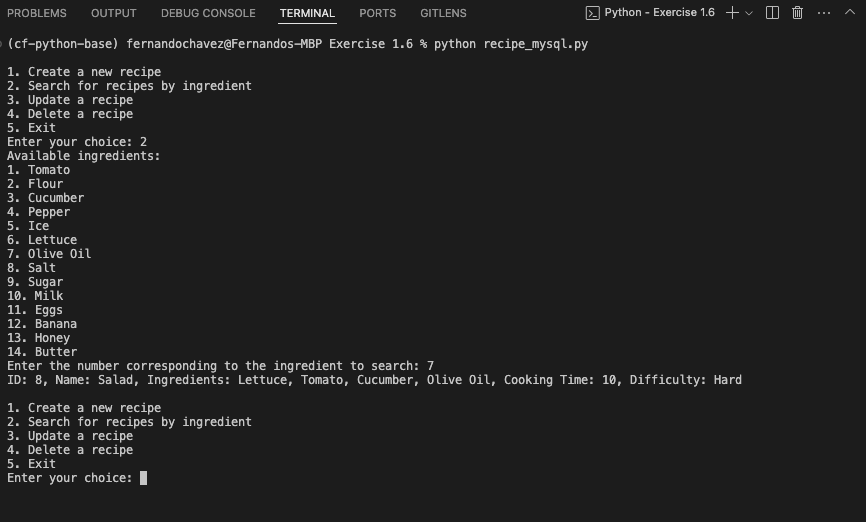 PROBLEMS OUTPUT DEBUG CONSOLE TERMINAL PORTS GITLENS Python - Exercise 1.6
(cf-python-base) fernandochavez@Fernandos-MBP Exercise 1.6 % python recipe_mysql.py
1. Create a new recipe
2. Search for recipes by ingredient
3. Update a recipe
4. Delete a recipe
5. Exit
Enter your choice: 2
Available ingredients:
1. Tomato
2. Flour
3. Cucumber
4. Pepper
5. Ice
6. Lettuce
7. Olive Oil
8. Salt
9. Sugar
10. Milk
11. Eggs
12. Banana
13. Honey
14. Butter
Enter the number corresponding to the ingredient to search: 7
ID: 8, Name: Salad, Ingredients: Lettuce, Tomato, Cucumber, Olive Oil, Cooking Time: 10, Difficulty: Hard
1. Create a new recipe
2. Search for recipes by ingredient
3. Update a recipe
4. Delete a recipe
5. Exit
Enter your choice: